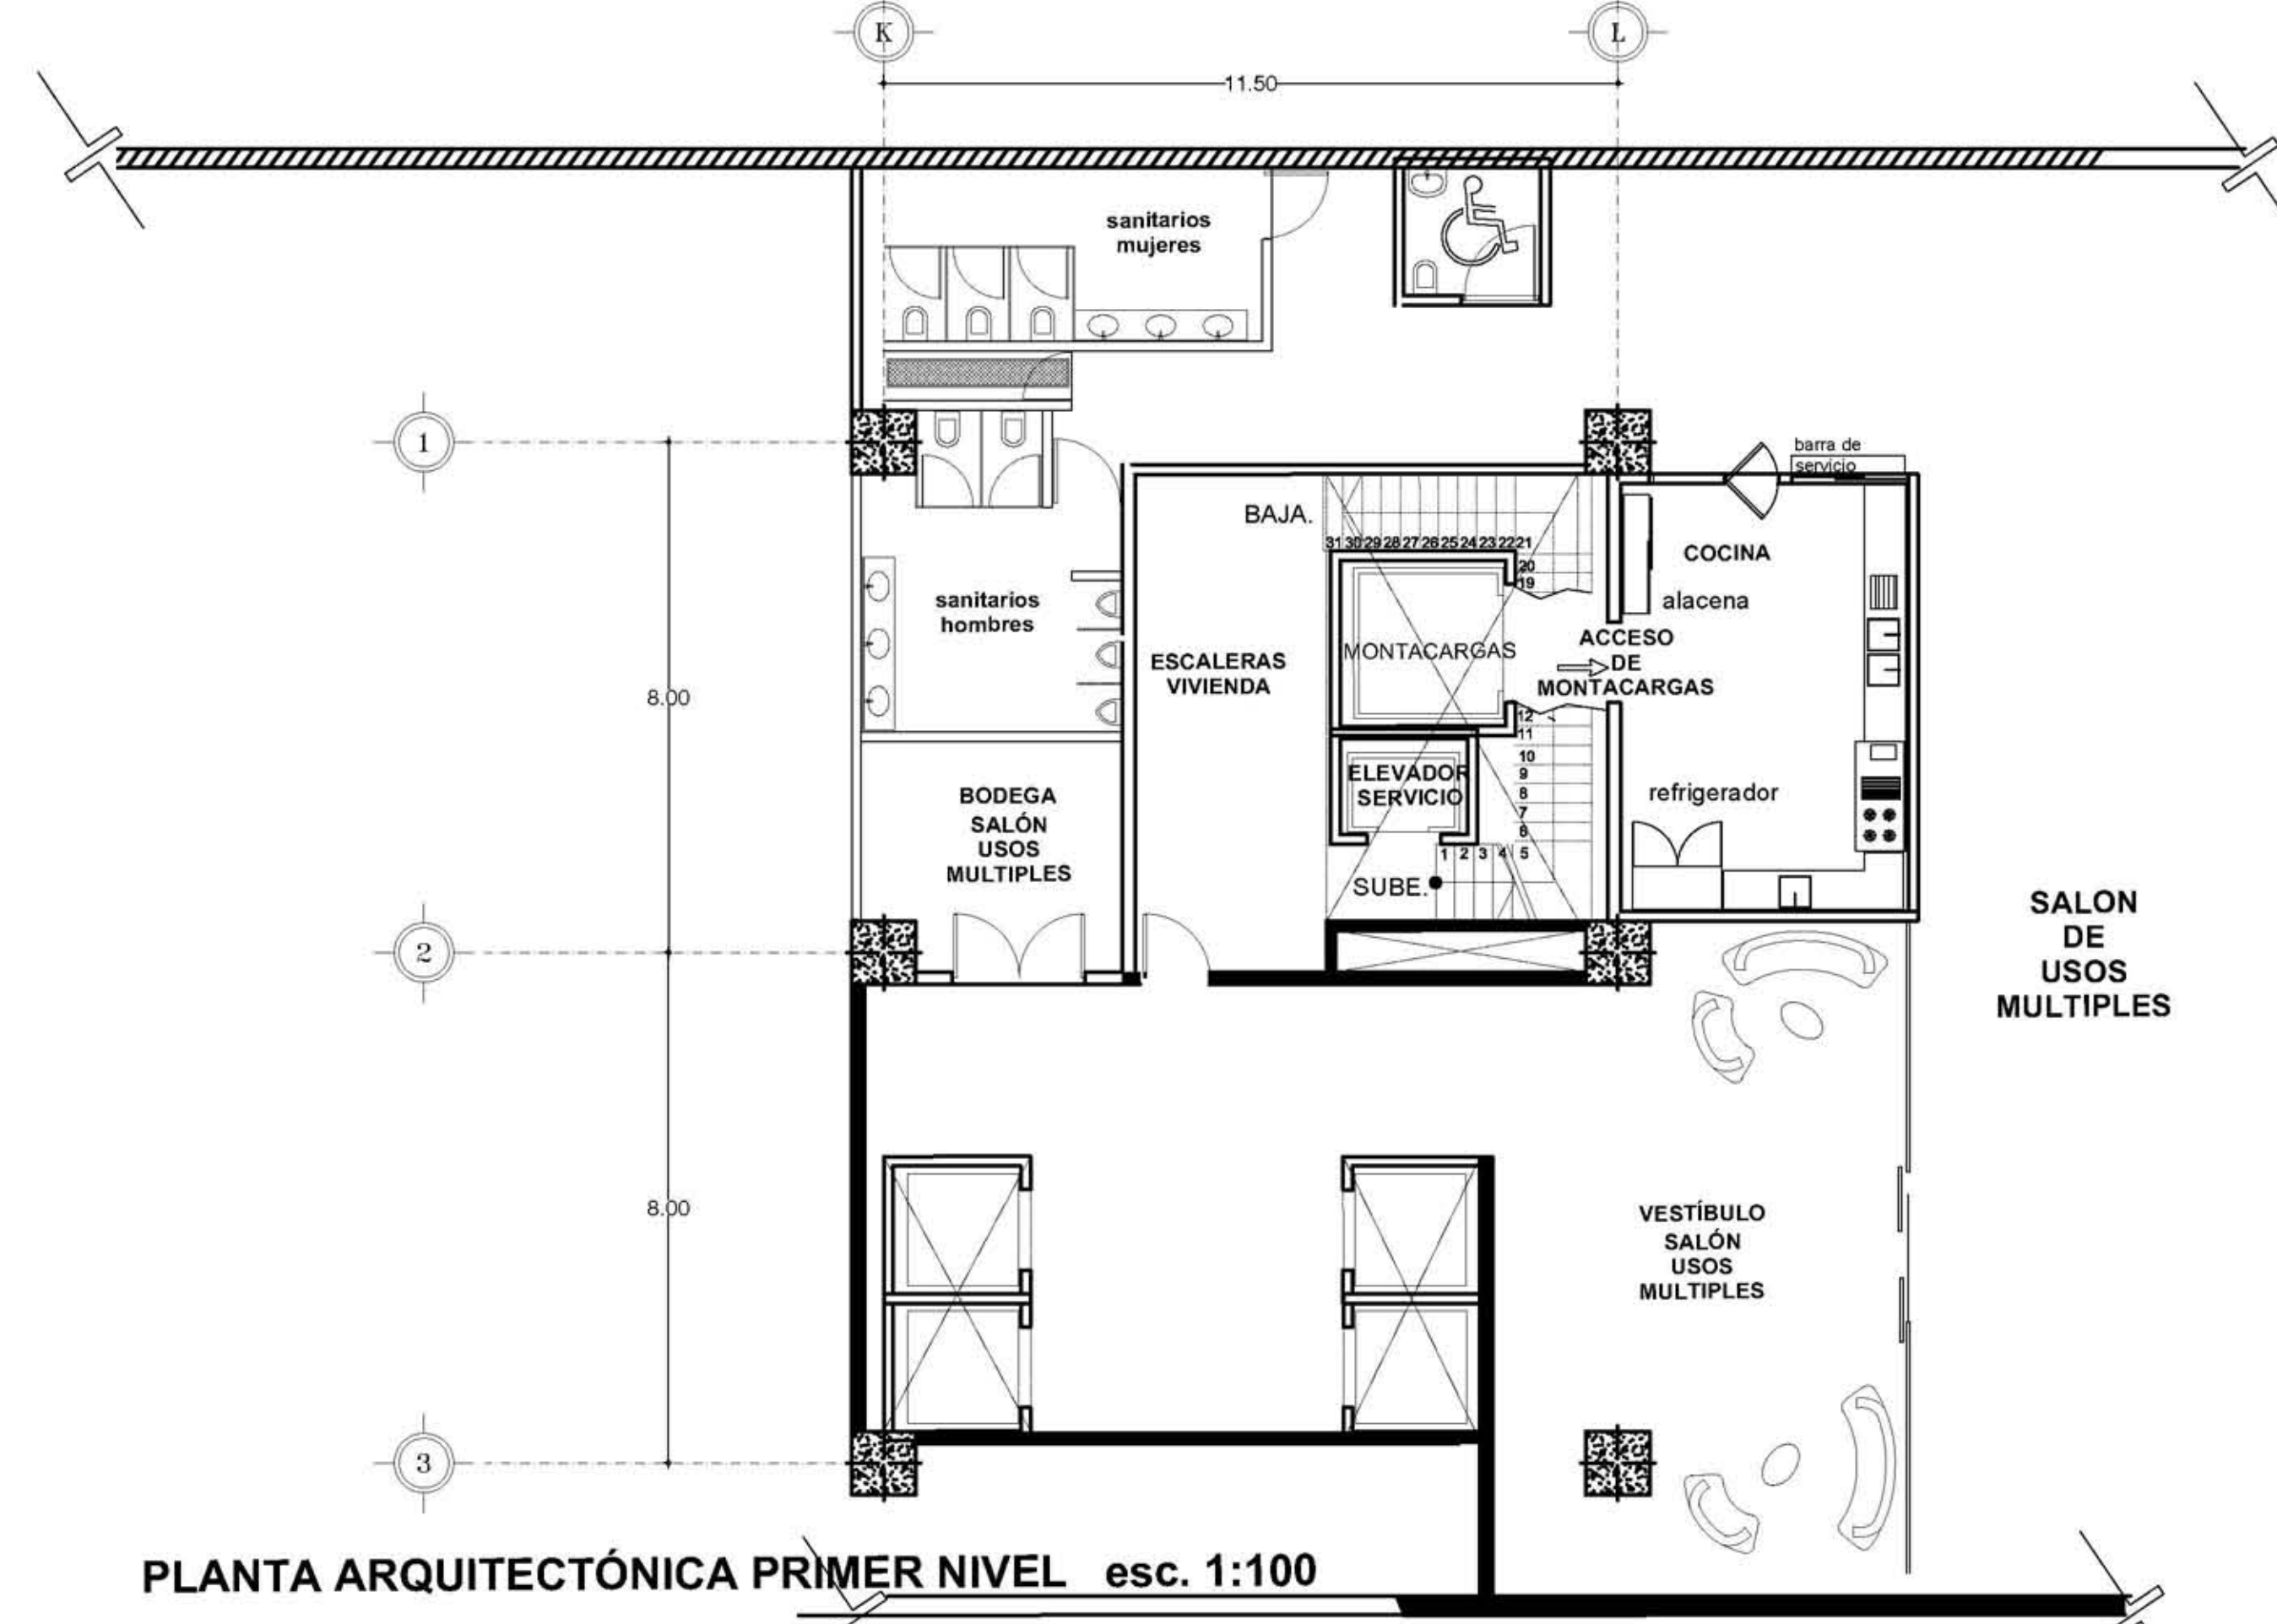 K
L
11.50
sanitarios
mujeres
1
barra de
servicio
BAJA.
31 30 29 28 27 26 25 24 23 22 21
20
19
COCINA
alacena
sanitarios
hombres
8.00
ESCALERAS
VIVIENDA
MONTACARGAS
ACCESO
DE
MONTACARGAS
12
11
10
9
8
7
6
ELEVADOR
SERVICIO
refrigerador
BODEGA
SALÓN
USOS
MULTIPLES
1 2 3 4 5
SUBE.
2
SALON
DE
USOS
MULTIPLES
8.00
VESTÍBULO
SALÓN
USOS
MULTIPLES
3
PLANTA ARQUITECTÓNICA PRIMER NIVEL esc. 1:100